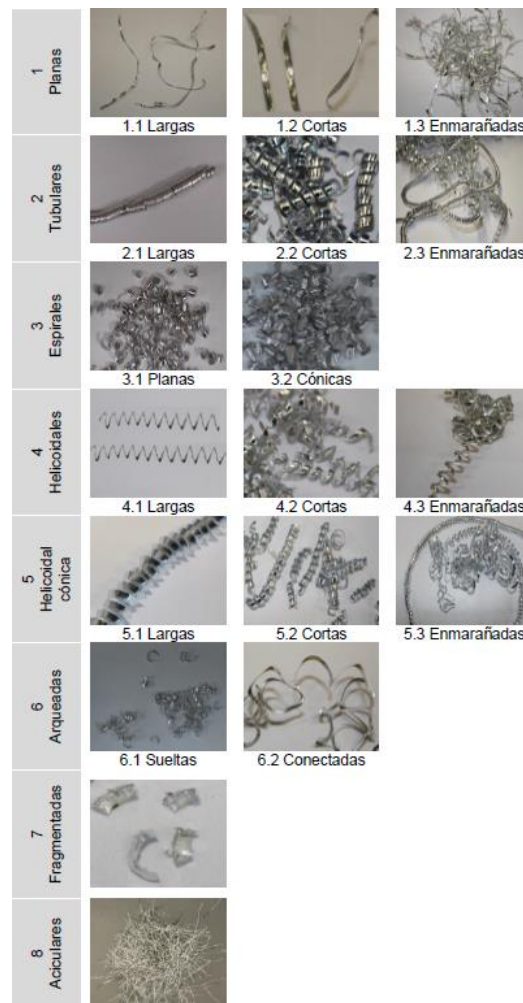 1
Planas
1.1 Largas
1.2 Cortas
1.3 Enmarañadas
2
Tubulares
2.1 Largas
2.2 Cortas
2.3 Enmarañadas
3
Espirales
3.1 Planas
3.2 Cónicas
4
Helicoidales
4.1 Largas
4.2 Cortas
4.3 Enmarañadas
5
Helicoidal
cónica
5.1 Largas
5.2 Cortas
5.3 Enmarañadas
6
Arqueadas
6.1 Sueltas
6.2 Conectadas
7
Fragmentadas
8
Aciculares